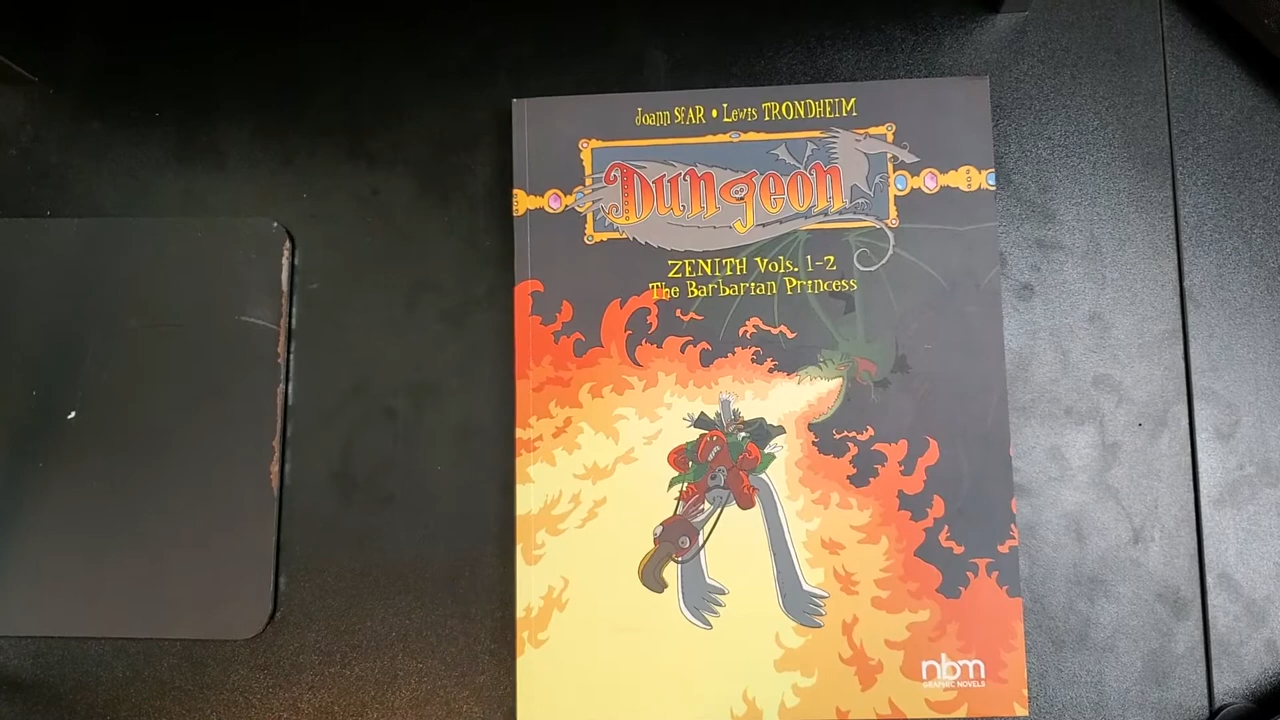 Joann SFAR • Lewis TRONDHEIM
Dungeon
ZENITH Vols. 1-2
The Barbarian Princess
nbm
GRAPHIC NOVELS